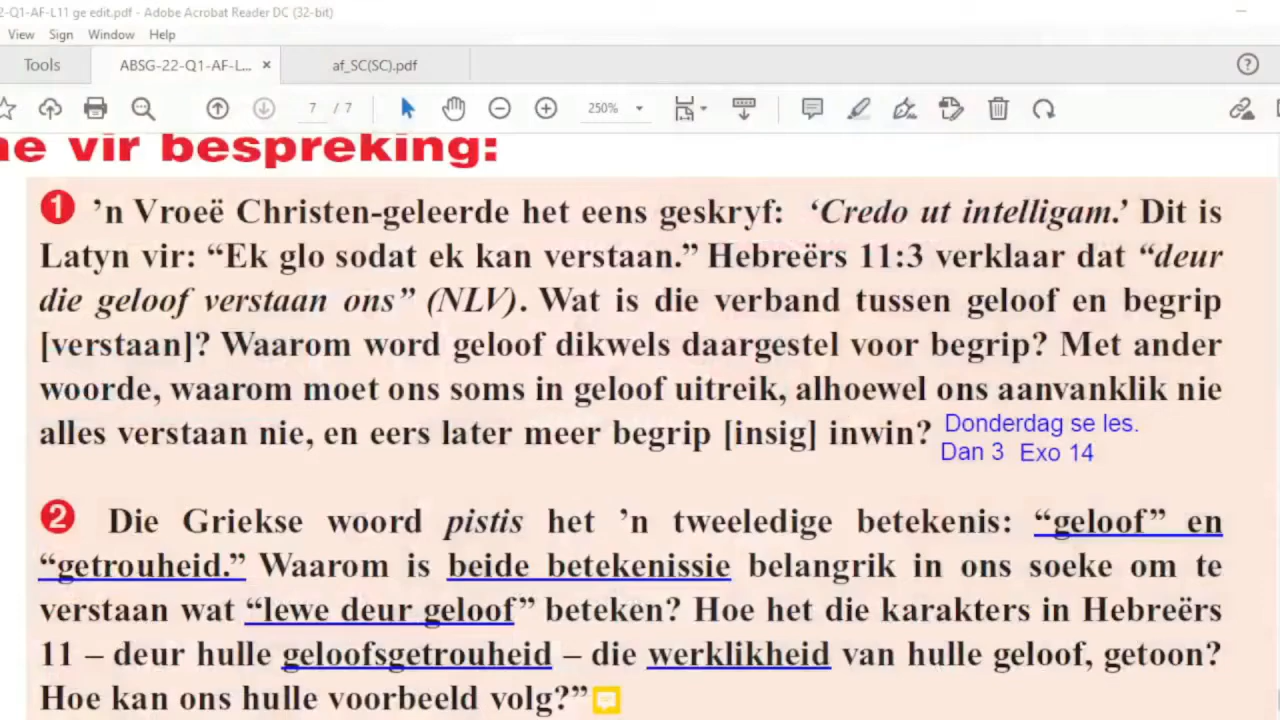 2-Q1-AF-L11 ge edit.pdf - Adobe Acrobat Reader DC (32-bit)
View Sign Window Help
Tools ABSG-22-Q1-AF-L... × af_SC(SC).pdf
7 / 7 250%
ae vir bespreking:
1 ’n Vroeë Christen-geleerde het eens geskryf: ‘Credo ut intelligam.’ Dit is
Latyn vir: “Ek glo sodat ek kan verstaan.” Hebreërs 11:3 verklaar dat “deur
die geloof verstaan ons” (NLV). Wat is die verband tussen geloof en begrip
[verstaan]? Waarom word geloof dikwels daargestel voor begrip? Met ander
woorde, waarom moet ons soms in geloof uitreik, alhoewel ons aanvanklik nie
alles verstaan nie, en eers later meer begrip [insig] inwin? Donderdag se les.
Dan 3 Exo 14
2 Die Griekse woord pistis het ’n tweeledige betekenis: “geloof” en
“getrouheid.” Waarom is beide betekenissie belangrik in ons soeke om te
verstaan wat “lewe deur geloof” beteken? Hoe het die karakters in Hebreërs
11 – deur hulle geloofsgetrouheid – die werklikheid van hulle geloof, getoon?
Hoe kan ons hulle voorbeeld volg?”